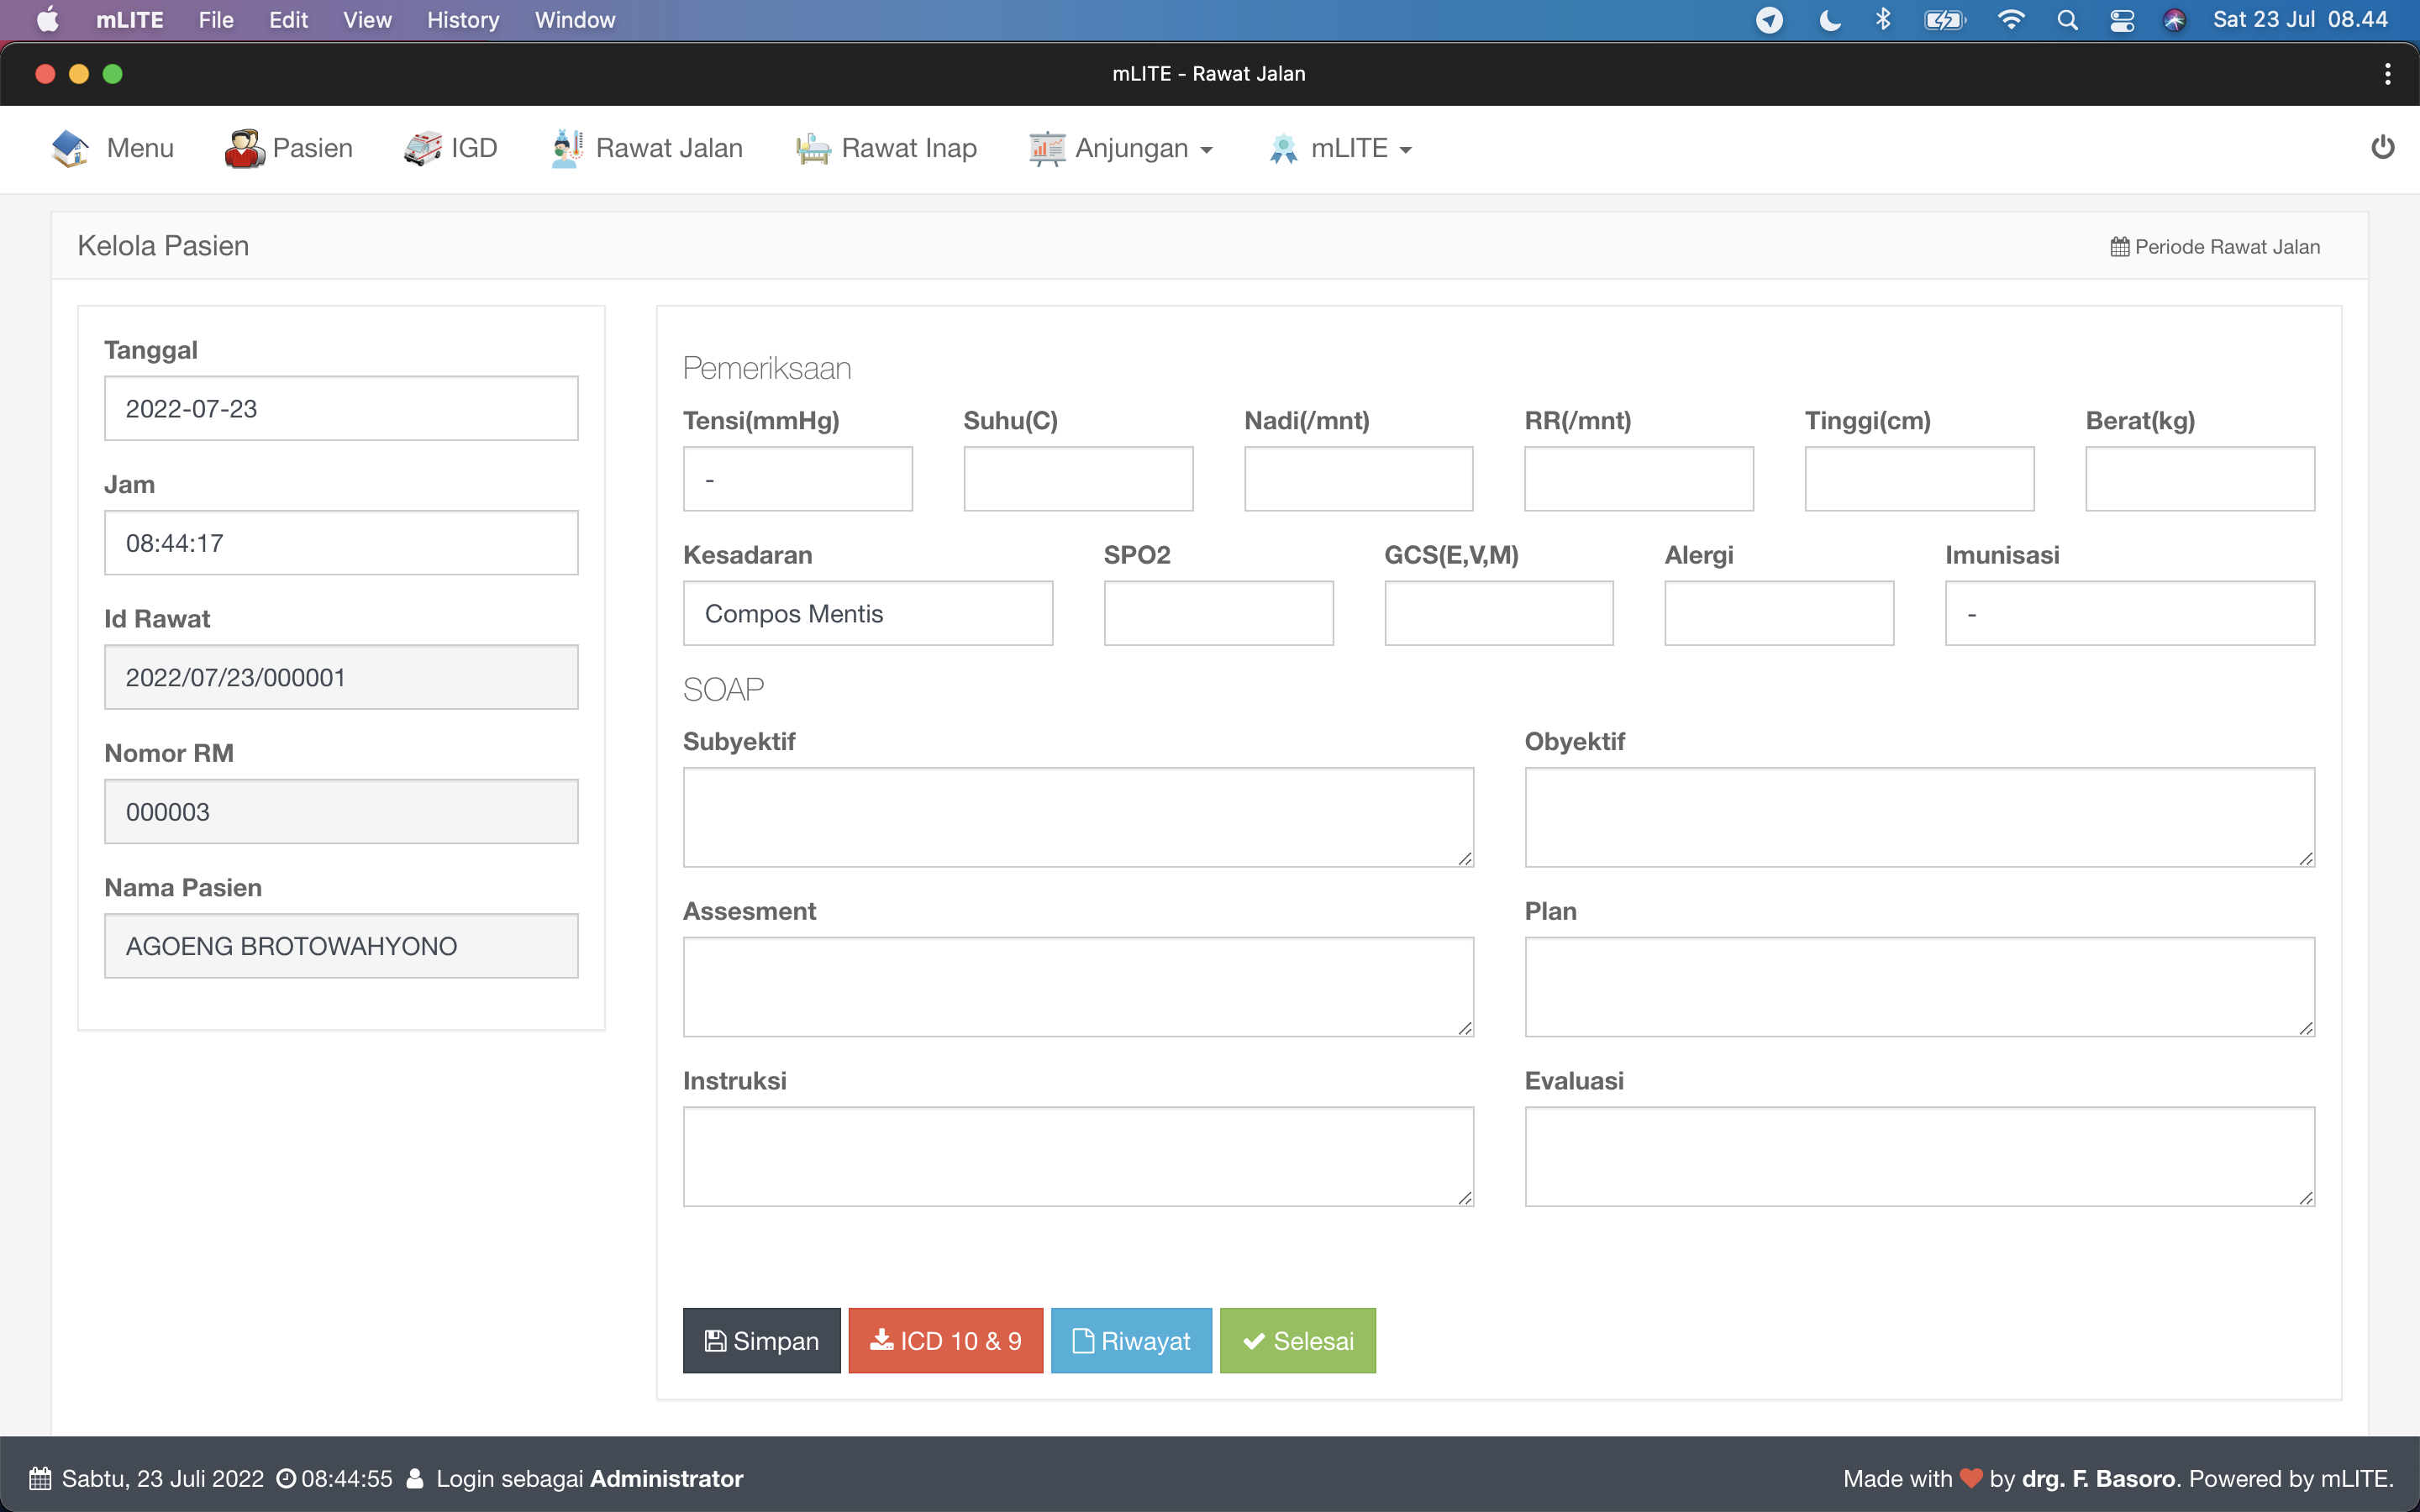 mLITE File Edit View History Window Sat 23 Jul 08.44
mLITE - Rawat Jalan
Menu Pasien IGD Rawat Jalan Rawat Inap Anjungan mLITE
Kelola Pasien Periode Rawat Jalan
Tanggal
2022-07-23
Jam
08:44:17
Id Rawat
2022/07/23/000001
Nomor RM
000003
Nama Pasien
AGOENG BROTOWAHYONO
Pemeriksaan
Tensi(mmHg) Suhu(C) Nadi(/mnt) RR(/mnt) Tinggi(cm) Berat(kg)
-
Kesadaran SPO2 GCS(E,V,M) Alergi Imunisasi
Compos Mentis -
SOAP
Subyektif Obyektif
Assesment Plan
Instruksi Evaluasi
Simpan ICD 10 & 9 Riwayat Selesai
Sabtu, 23 Juli 2022 08:44:55 Login sebagai Administrator Made with ❤ by drg. F. Basoro. Powered by mLITE.